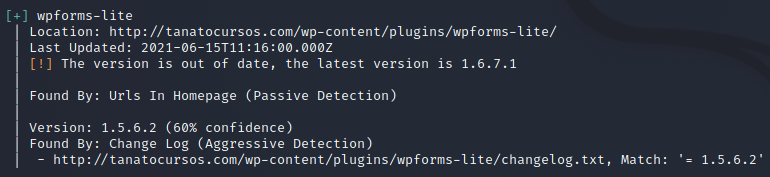 [+] wpforms-lite
| Location: http://tanatocursos.com/wp-content/plugins/wpforms-lite/
| Last Updated: 2021-06-15T11:16:00.000Z
| [!] The version is out of date, the latest version is 1.6.7.1
|
| Found By: Urls In Homepage (Passive Detection)
|
| Version: 1.5.6.2 (60% confidence)
| Found By: Change Log (Aggressive Detection)
|  - http://tanatocursos.com/wp-content/plugins/wpforms-lite/changelog.txt, Match: '= 1.5.6.2'